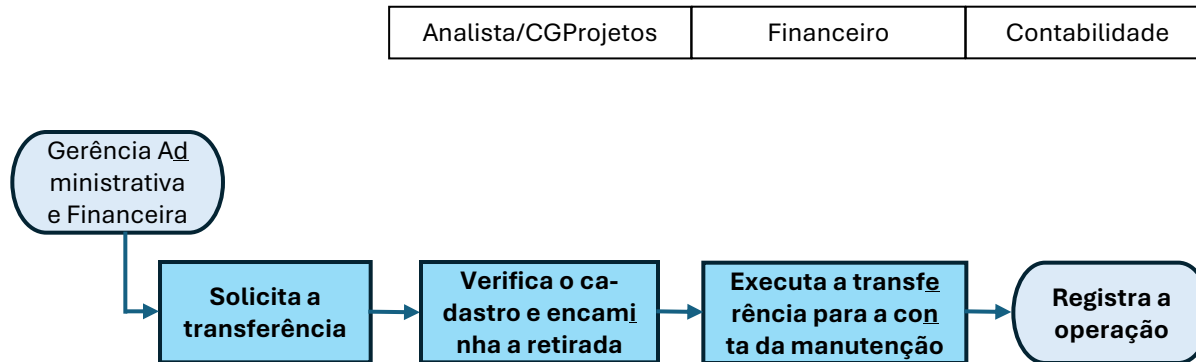 Analista/CGProjetos Financeiro Contabilidade
Gerência Ad
ministrativa
e Financeira
Solicita a
transferência
Verifica o ca-
dastro e encami
nha a retirada
Executa a transfe
rência para a con
ta da manutenção
Registra a
operação